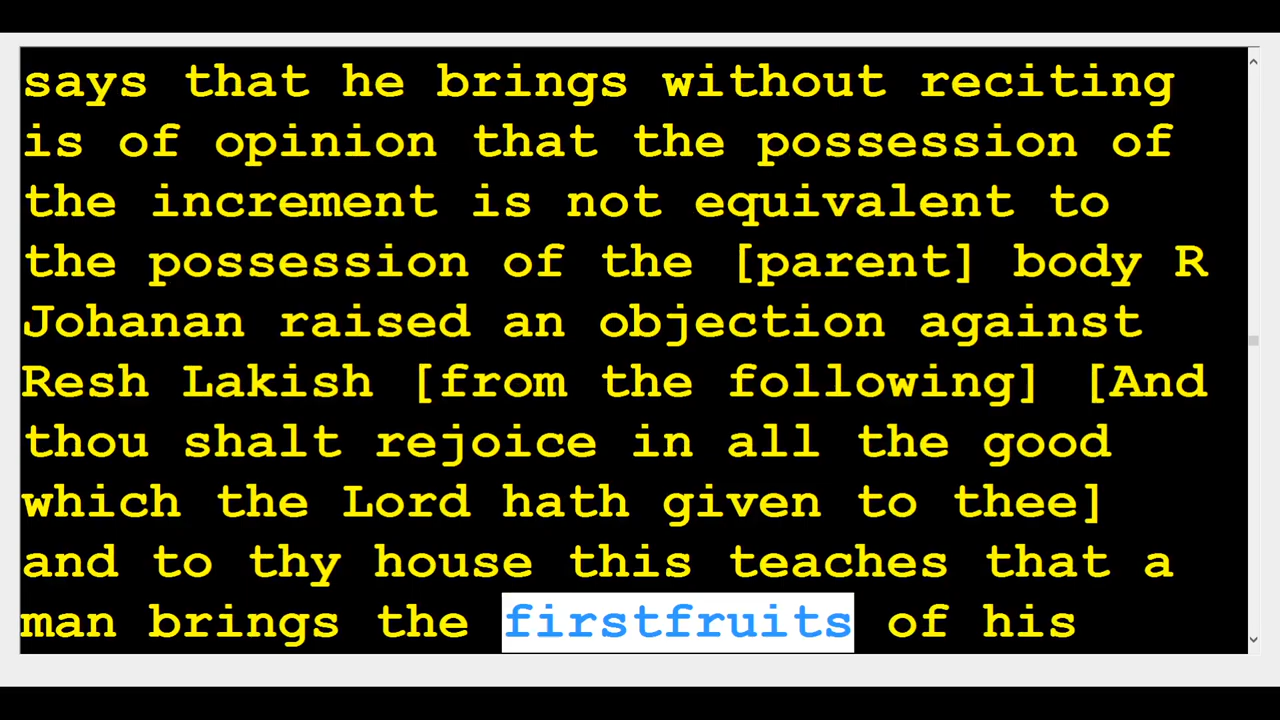 says that he brings without reciting
is of opinion that the possession of
the increment is not equivalent to
the possession of the [parent] body R
Johanan raised an objection against
Resh Lakish [from the following] [And
thou shalt rejoice in all the good
which the Lord hath given to thee]
and to thy house this teaches that a
man brings the firstfruits of his